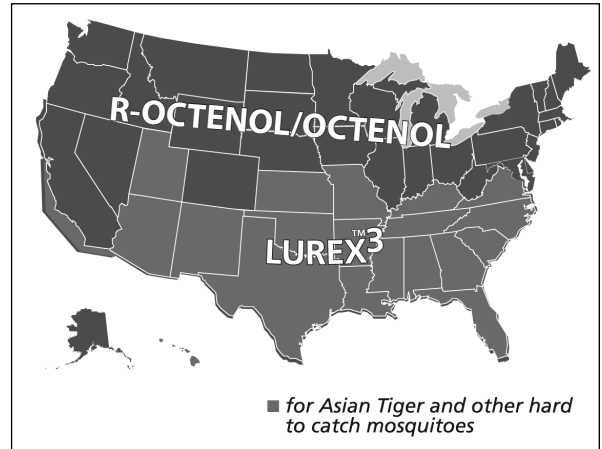 R-OCTENOL/OCTENOL
LUREX™3
for Asian Tiger and other hard
to catch mosquitoes